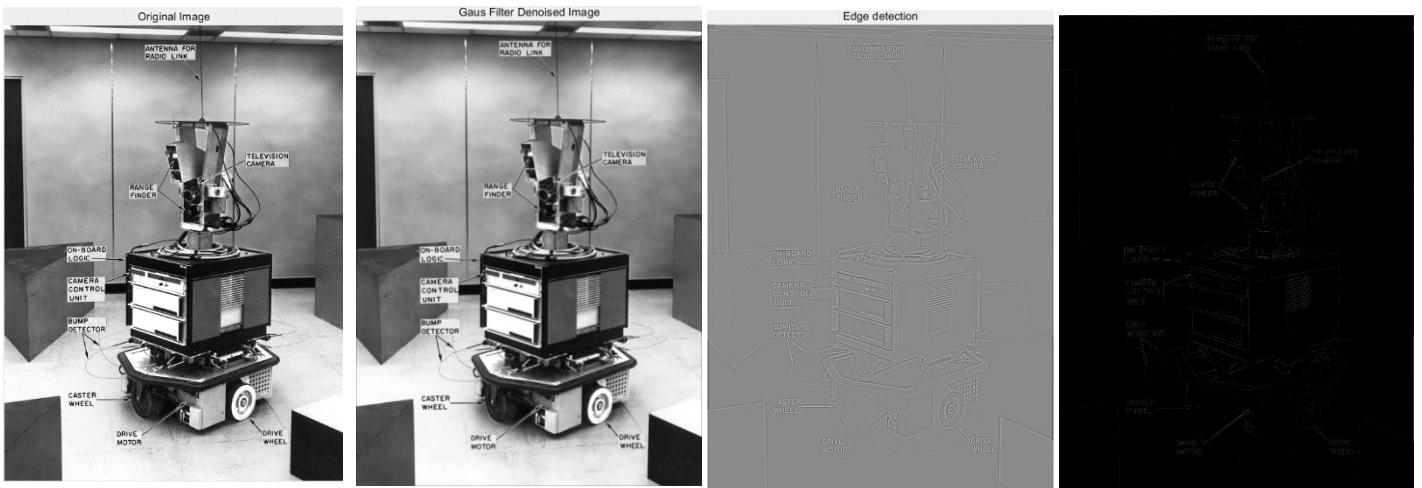 Original Image
ANTENNA FOR
RADIO LINK
TELEVISION
CAMERA
RANGE
FINDER
ON-BOARD
LOGIC
CAMERA
CONTROL
UNIT
BUMP
DETECTOR
CASTER
WHEEL
DRIVE
MOTOR
DRIVE
WHEEL
Gaus Filter Denoised Image
ANTENNA FOR
RADIO LINK
TELEVISION
CAMERA
RANGE
FINDER
ON-BOARD
LOGIC
CAMERA
CONTROL
UNIT
BUMP
DETECTOR
CASTER
WHEEL
DRIVE
MOTOR
DRIVE
WHEEL
Edge detection
ANTENNA FOR
RADIO LINK
TELEVISION
CAMERA
RANGE
FINDER
ON-BOARD
LOGIC
CAMERA
CONTROL
UNIT
BUMP
DETECTOR
CASTER
WHEEL
DRIVE
MOTOR
DRIVE
WHEEL